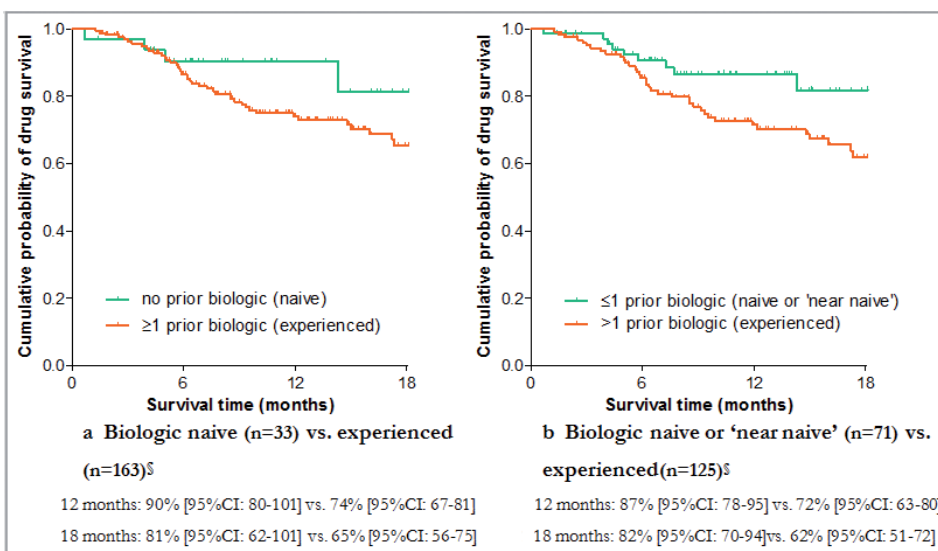 Cumulative probability of drug survival
1.0
0.8
0.6
0.4
0.2
0.0
no prior biologic (naive)
≥1 prior biologic (experienced)
0 6 12 18
Survival time (months)
a Biologic naive (n=33) vs. experienced
(n=163)§
12 months: 90% [95%CI: 80-101] vs. 74% [95%CI: 67-81]
18 months: 81% [95%CI: 62-101] vs. 65% [95%CI: 56-75]
Cumulative probability of drug survival
1.0
0.8
0.6
0.4
0.2
0.0
≤1 prior biologic (naive or 'near naive')
>1 prior biologic (experienced)
0 6 12 18
Survival time (months)
b Biologic naive or ‘near naive’ (n=71) vs.
experienced(n=125)§
12 months: 87% [95%CI: 78-95] vs. 72% [95%CI: 63-80]
18 months: 82% [95%CI: 70-94]vs. 62% [95%CI: 51-72]